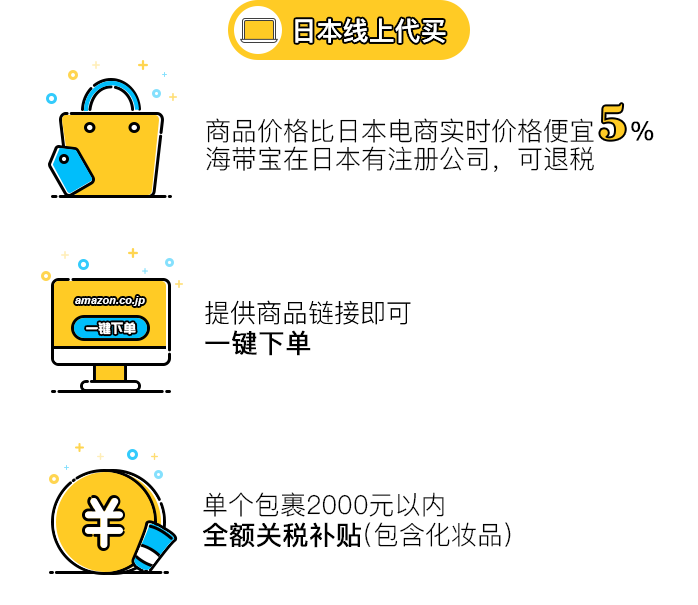 日本线上代买
商品价格比日本电商实时价格便宜5%
海带宝在日本有注册公司，可退税
amazon.co.jp
一键下单
提供商品链接即可
一键下单
¥
单个包裹2000元以内
全额关税补贴(包含化妆品)